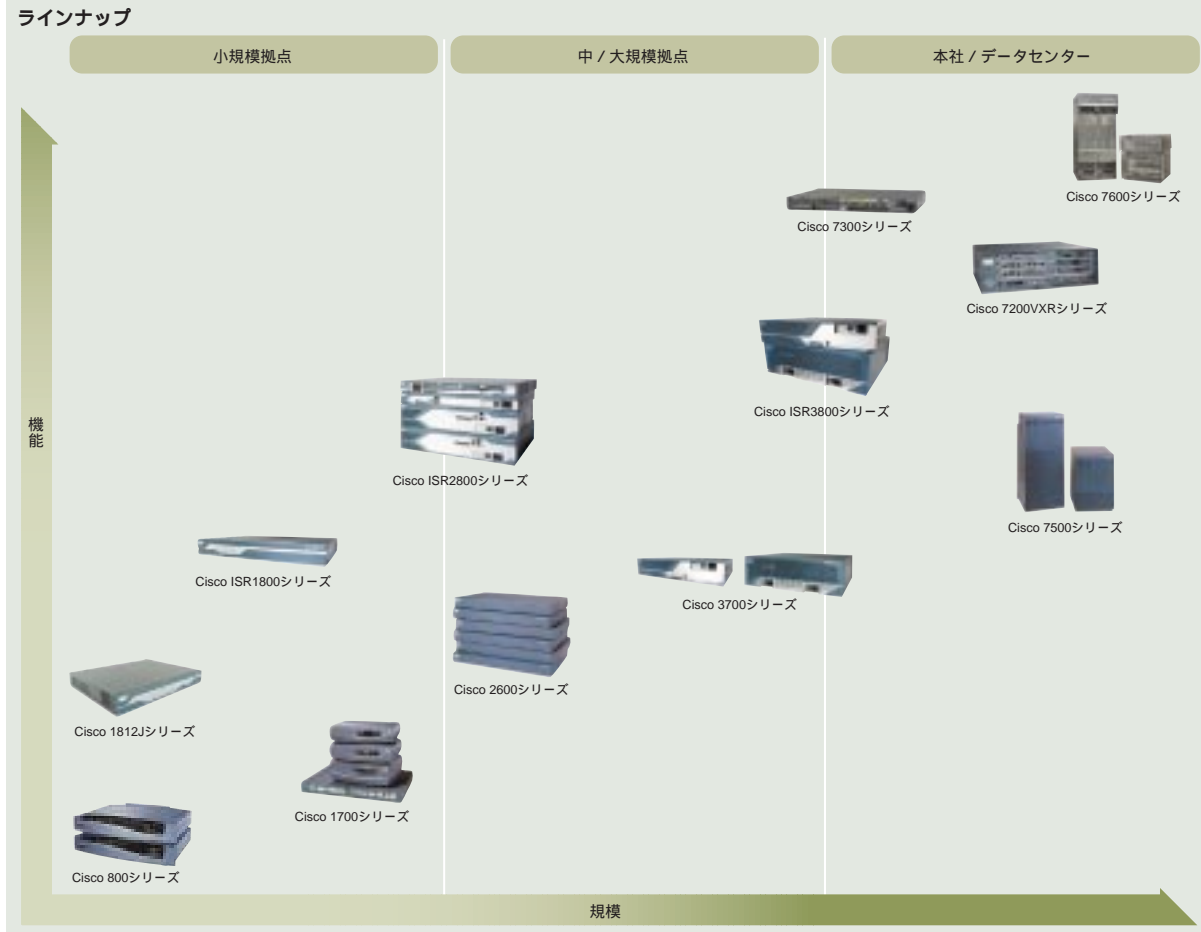 ラインナップ
小規模拠点
中 / 大規模拠点
本社 / データセンター
Cisco 7600シリーズ
Cisco 7300シリーズ
Cisco 7200VXRシリーズ
Cisco ISR3800シリーズ
機能
Cisco ISR2800シリーズ
Cisco 7500シリーズ
Cisco ISR1800シリーズ
Cisco 3700シリーズ
Cisco 2600シリーズ
Cisco 1812Jシリーズ
Cisco 1700シリーズ
Cisco 800シリーズ
規模